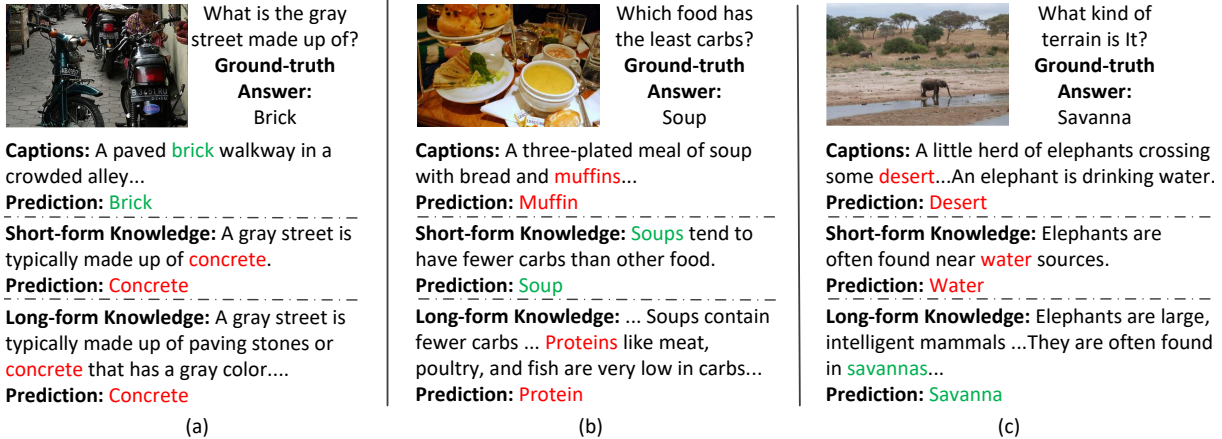 What is the gray
street made up of?
Ground-truth
Answer:
Brick
Captions: A paved brick walkway in a
crowded alley...
Prediction: Brick
Short-form Knowledge: A gray street is
typically made up of concrete.
Prediction: Concrete
Long-form Knowledge: A gray street is
typically made up of paving stones or
concrete that has a gray color....
Prediction: Concrete
(a)
Which food has
the least carbs?
Ground-truth
Answer:
Soup
Captions: A three-plated meal of soup
with bread and muffins...
Prediction: Muffin
Short-form Knowledge: Soups tend to
have fewer carbs than other food.
Prediction: Soup
Long-form Knowledge: ... Soups contain
fewer carbs ... Proteins like meat,
poultry, and fish are very low in carbs...
Prediction: Protein
(b)
What kind of
terrain is It?
Ground-truth
Answer:
Savanna
Captions: A little herd of elephants crossing
some desert...An elephant is drinking water.
Prediction: Desert
Short-form Knowledge: Elephants are
often found near water sources.
Prediction: Water
Long-form Knowledge: Elephants are large,
intelligent mammals ...They are often found
in savannas...
Prediction: Savanna
(c)